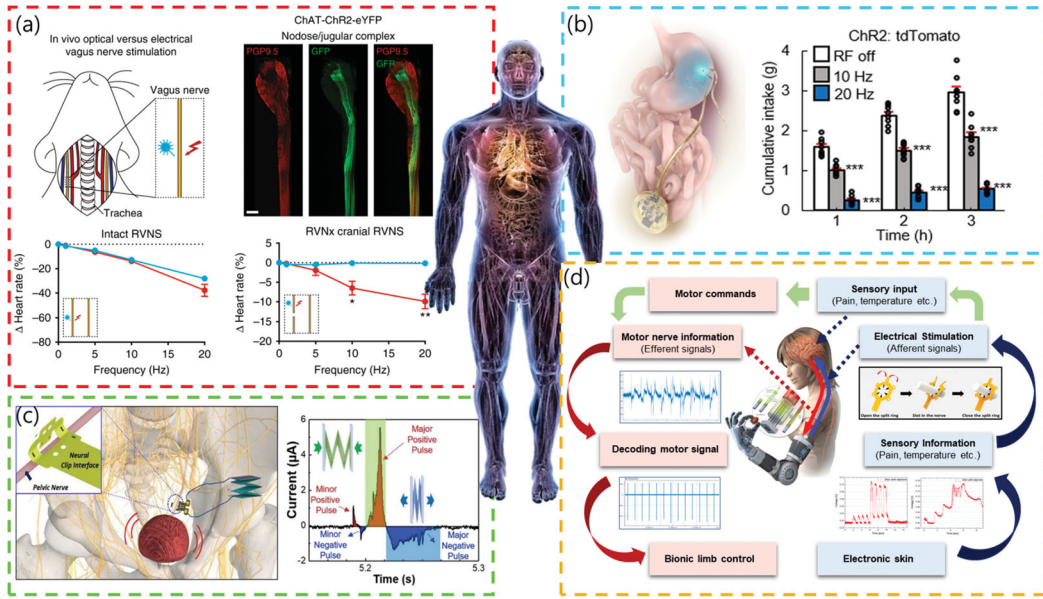 (a)
In vivo optical versus electrical
vagus nerve stimulation
Vagus nerve
Trachea
ChAT-ChR2-eYFP
Nodose/jugular complex
PGP9.5
GFP
PGP9.5
GFP
Intact RVNS
Δ Heart rate (%)
0
−20
−40
−60
−80
0
5
10
15
20
Frequency (Hz)
RVNx cranial RVNS
Δ Heart rate (%)
5
0
−5
−10
−15
−20
*
**
0
5
10
15
20
Frequency (Hz)
(b)
ChR2: tdTomato
RF off
10 Hz
20 Hz
Cumulative intake (g)
4
3
2
1
0
***
***
***
***
***
***
1
2
3
Time (h)
(c)
Neural
Clip Interface
Pelvic Nerve
Current (µA)
6
4
2
0
-2
Major
Positive
Pulse
Minor
Positive
Pulse
Minor
Negative
Pulse
Major
Negative
Pulse
5.2
5.3
Time (s)
(d)
Motor commands
Sensory input
(Pain, temperature etc.)
Motor nerve information
(Efferent signals)
Electrical Stimulation
(Afferent signals)
Open the split ring
Slot in the nerve
Close the split ring
Decoding motor signal
Sensory Information
(Pain, temperature etc.)
Bionic limb control
Electronic skin